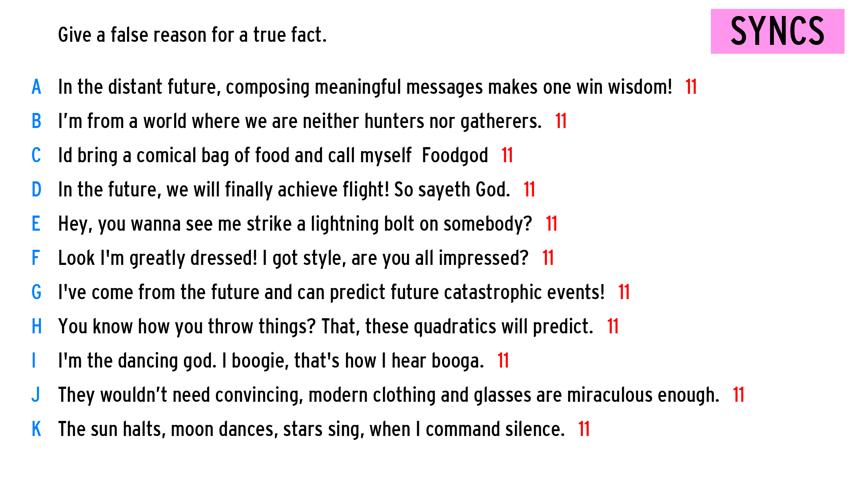 Give a false reason for a true fact.
SYNCS
A In the distant future, composing meaningful messages makes one win wisdom! 11
B I’m from a world where we are neither hunters nor gatherers. 11
C Id bring a comical bag of food and call myself  Foodgod 11
D In the future, we will finally achieve flight! So sayeth God. 11
E Hey, you wanna see me strike a lightning bolt on somebody? 11
F Look I'm greatly dressed! I got style, are you all impressed? 11
G I've come from the future and can predict future catastrophic events! 11
H You know how you throw things? That, these quadratics will predict. 11
I I'm the dancing god. I boogie, that's how I hear booga. 11
J They wouldn’t need convincing, modern clothing and glasses are miraculous enough. 11
K The sun halts, moon dances, stars sing, when I command silence. 11